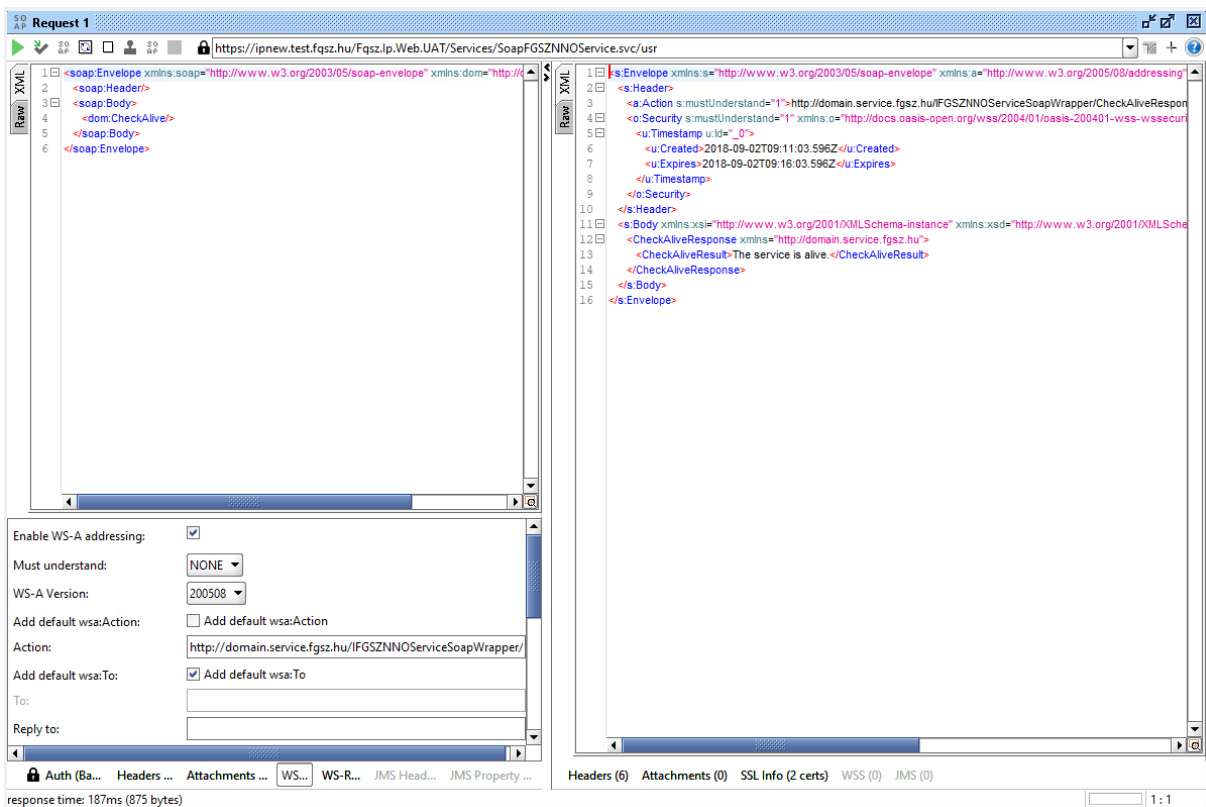 SO AP Request 1
https://ipnew.test.fgsz.hu/Fgsz.Ip.Web.UAT/Services/SoapFGSZNNOService.svc/usr
XML
Raw
1 <soap:Envelope xmlns:soap="http://www.w3.org/2003/05/soap-envelope" xmlns:dom="http://d
2 <soap:Header/>
3 <soap:Body>
4 <dom:CheckAlive/>
5 </soap:Body>
6 </soap:Envelope>
Enable WS-A addressing:
Must understand: NONE
WS-A Version: 200508
Add default wsa:Action: Add default wsa:Action
Action: http://domain.service.fgsz.hu/IFGSZNNOServiceSoapWrapper/
Add default wsa:To: Add default wsa:To
To:
Reply to:
Auth (Ba... Headers ... Attachments ... WS... WS-R... JMS Head... JMS Property ...
XML
Raw
1 <s:Envelope xmlns:s="http://www.w3.org/2003/05/soap-envelope" xmlns:a="http://www.w3.org/2005/08/addressing"
2 <s:Header>
3 <a:Action s:mustUnderstand="1">http://domain.service.fgsz.hu/IFGSZNNOServiceSoapWrapper/CheckAliveRespon
4 <o:Security s:mustUnderstand="1" xmlns:o="http://docs.oasis-open.org/wss/2004/01/oasis-200401-wss-wssecuri
5 <u:Timestamp u:Id="_0">
6 <u:Created>2018-09-02T09:11:03.596Z</u:Created>
7 <u:Expires>2018-09-02T09:16:03.596Z</u:Expires>
8 </u:Timestamp>
9 </o:Security>
10 </s:Header>
11 <s:Body xmlns:xsi="http://www.w3.org/2001/XMLSchema-instance" xmlns:xsd="http://www.w3.org/2001/XMLSche
12 <CheckAliveResponse xmlns="http://domain.service.fgsz.hu">
13 <CheckAliveResult>The service is alive.</CheckAliveResult>
14 </CheckAliveResponse>
15 </s:Body>
16 </s:Envelope>
Headers (6) Attachments (0) SSL Info (2 certs) WSS (0) JMS (0)
response time: 187ms (875 bytes)
1 : 1